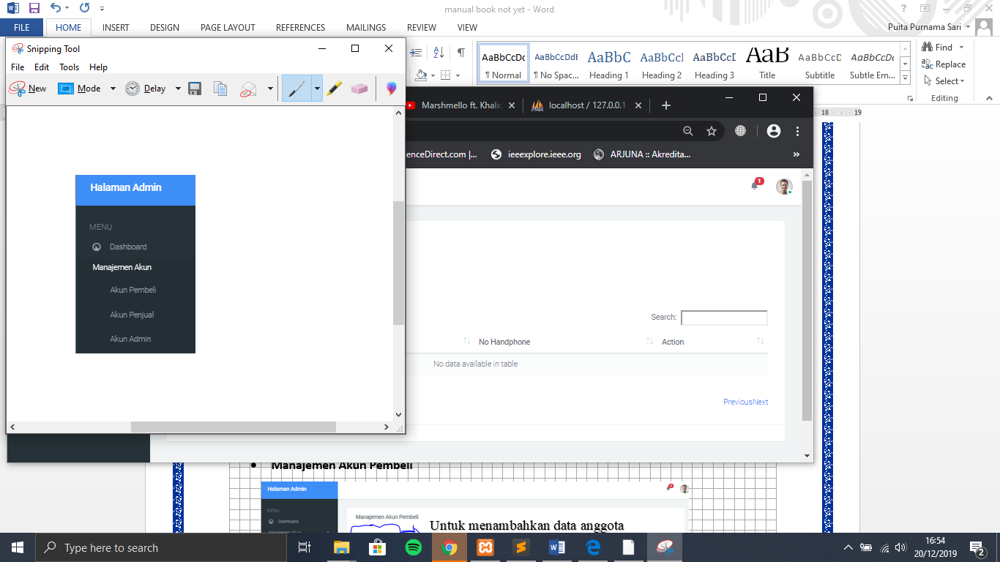 manual book not yet - Word
FILE
HOME
INSERT
DESIGN
PAGE LAYOUT
REFERENCES
MAILINGS
REVIEW
VIEW
Puita Purnama Sari
Snipping Tool
File Edit Tools Help
New
Mode
Delay
AaBbCcDc
¶ Normal
AaBbCcDdE
¶ No Spac...
AaBbC
Heading 1
AaBbCcI
Heading 2
AaBbCcD
Heading 3
AaB
Title
AaBbCcD
Subtitle
AaBbCcDc
Subtle Em...
Find
Replace
Select
Editing
18
19
Marshmello ft. Khali
localhost / 127.0.0.1
enceDirect.com |...
ieeexplore.ieee.org
ARJUNA :: Akredita...
1
Halaman Admin
MENU
Dashboard
Manajemen Akun
Akun Pembeli
Akun Penjual
Akun Admin
Search:
No Handphone
Action
No data available in table
PreviousNext
Manajemen Akun Pembeli
Halaman Admin
MENU
Dashboard
Manajemen Akun
Manajemen Akun Pembeli
Untuk menambahkan data anggota
Type here to search
16:54
20/12/2019
2